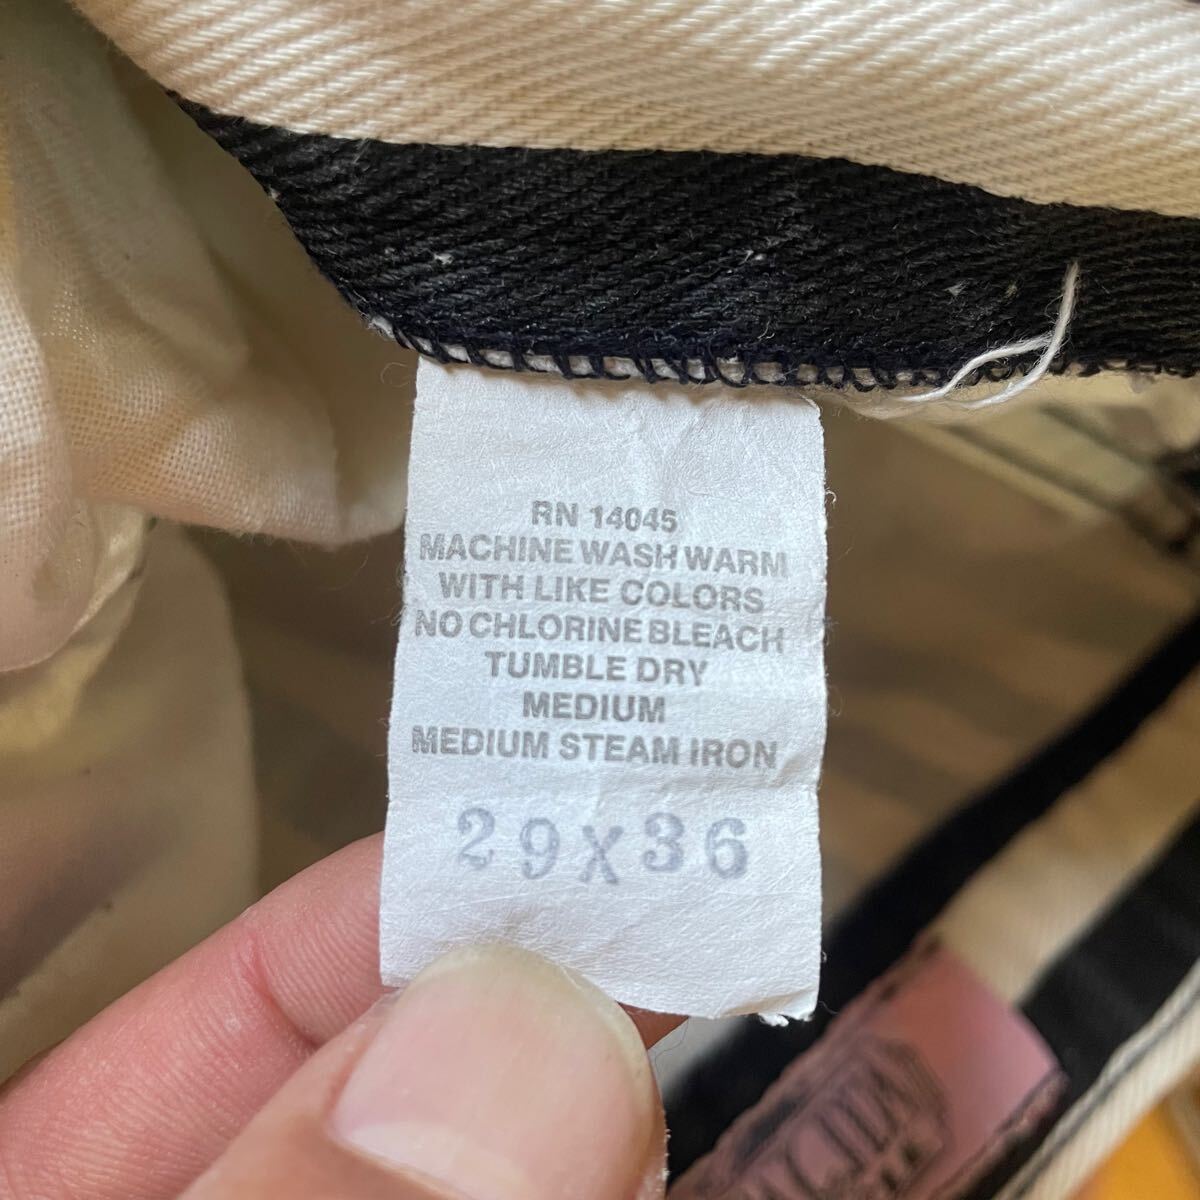 RN 14045
MACHINE WASH WARM
WITH LIKE COLORS
NO CHLORINE BLEACH
TUMBLE DRY
MEDIUM
MEDIUM STEAM IRON
29X36